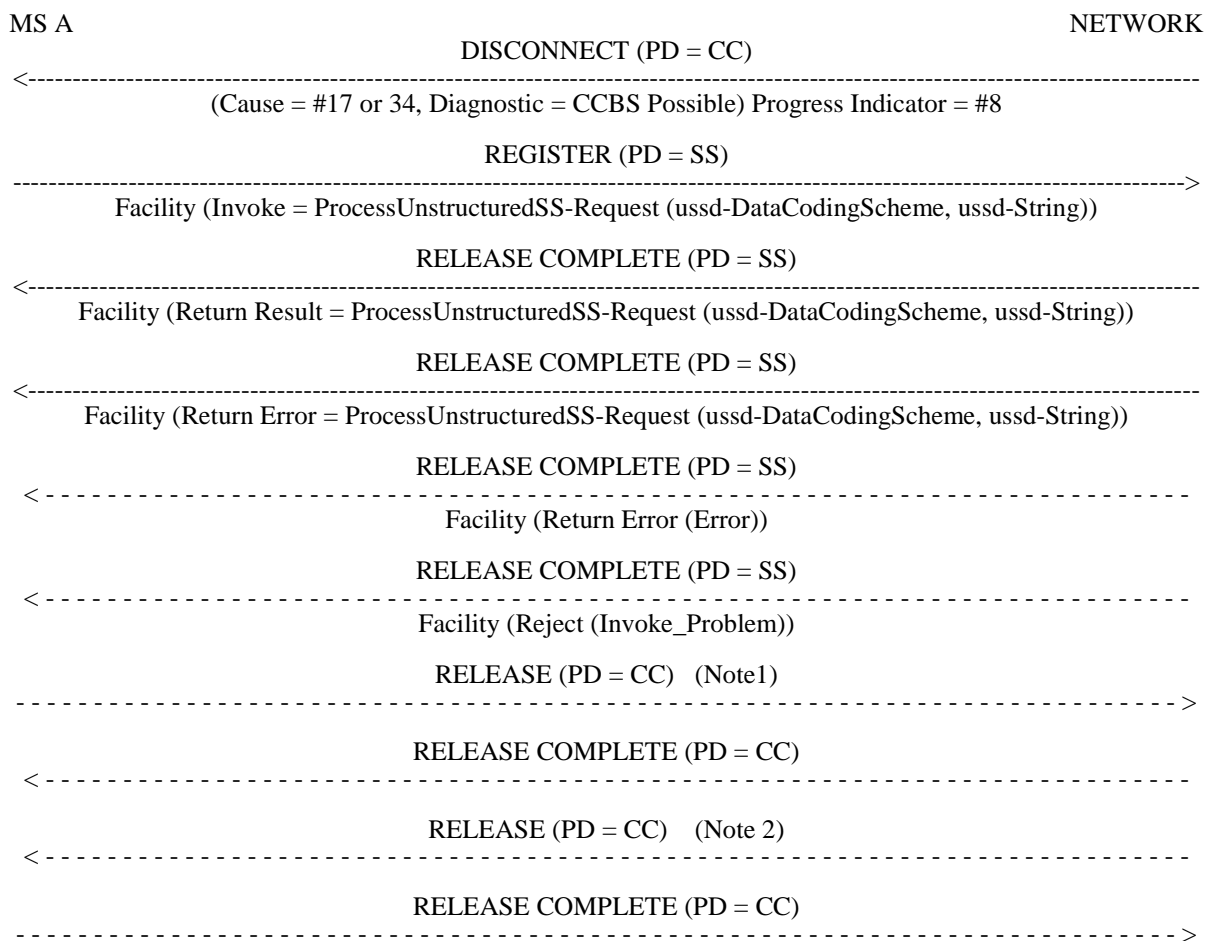 MS A NETWORK
DISCONNECT (PD = CC)
(Cause = #17 or 34, Diagnostic = CCBS Possible) Progress Indicator = #8
REGISTER (PD = SS)
Facility (Invoke = ProcessUnstructuredSS-Request (ussd-DataCodingScheme, ussd-String))
RELEASE COMPLETE (PD = SS)
Facility (Return Result = ProcessUnstructuredSS-Request (ussd-DataCodingScheme, ussd-String))
RELEASE COMPLETE (PD = SS)
Facility (Return Error = ProcessUnstructuredSS-Request (ussd-DataCodingScheme, ussd-String))
RELEASE COMPLETE (PD = SS)
Facility (Return Error (Error))
RELEASE COMPLETE (PD = SS)
Facility (Reject (Invoke_Problem))
RELEASE (PD = CC) (Note1)
RELEASE COMPLETE (PD = CC)
RELEASE (PD = CC) (Note 2)
RELEASE COMPLETE (PD = CC)